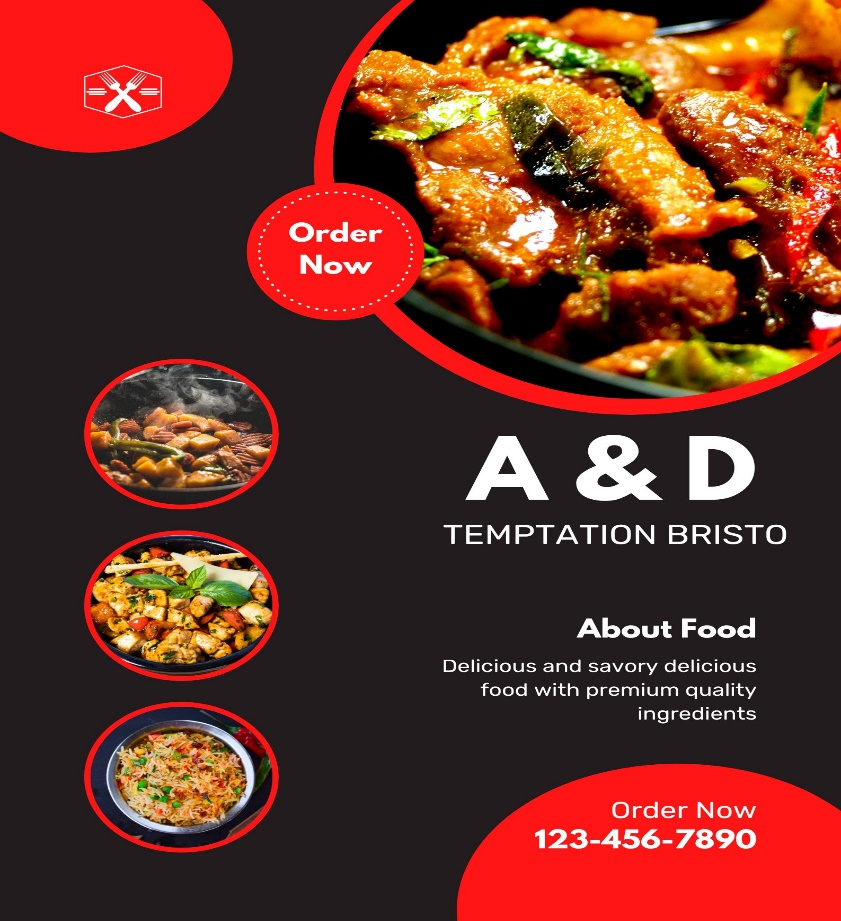 Order
Now
A & D
TEMPTATION BRISTO
About Food
Delicious and savory delicious
food with premium quality
ingredients
Order Now
123-456-7890